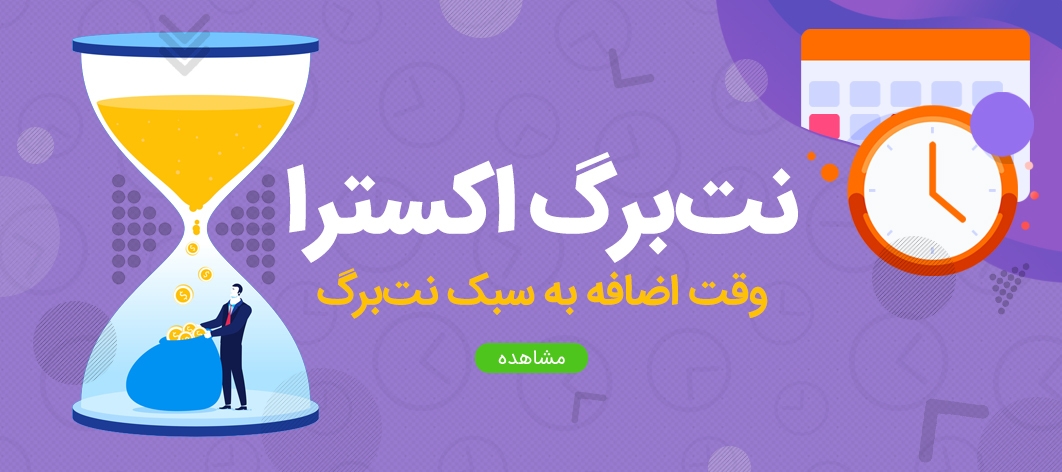 نت‌برگ اکسترا
وقت اضافه به سبک نت‌برگ
مشاهده